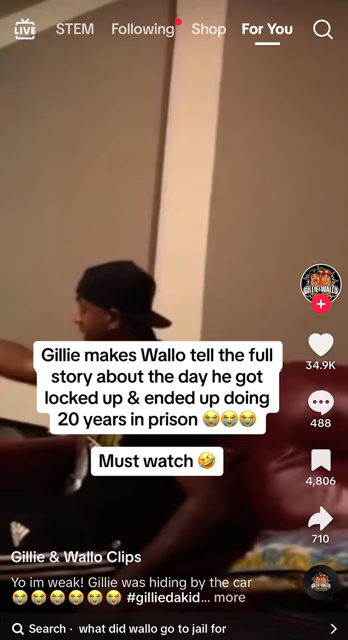 LIVE STEM Following Shop For You
Gillie makes Wallo tell the full
story about the day he got
locked up & ended up doing
20 years in prison 😭😭😭
Must watch 🤣
34.9K
488
4,806
710
Gillie & Wallo Clips
Yo im weak! Gillie was hiding by the car
😭😭😭😭😭😭 #gilliedakid... more
Search · what did wallo go to jail for